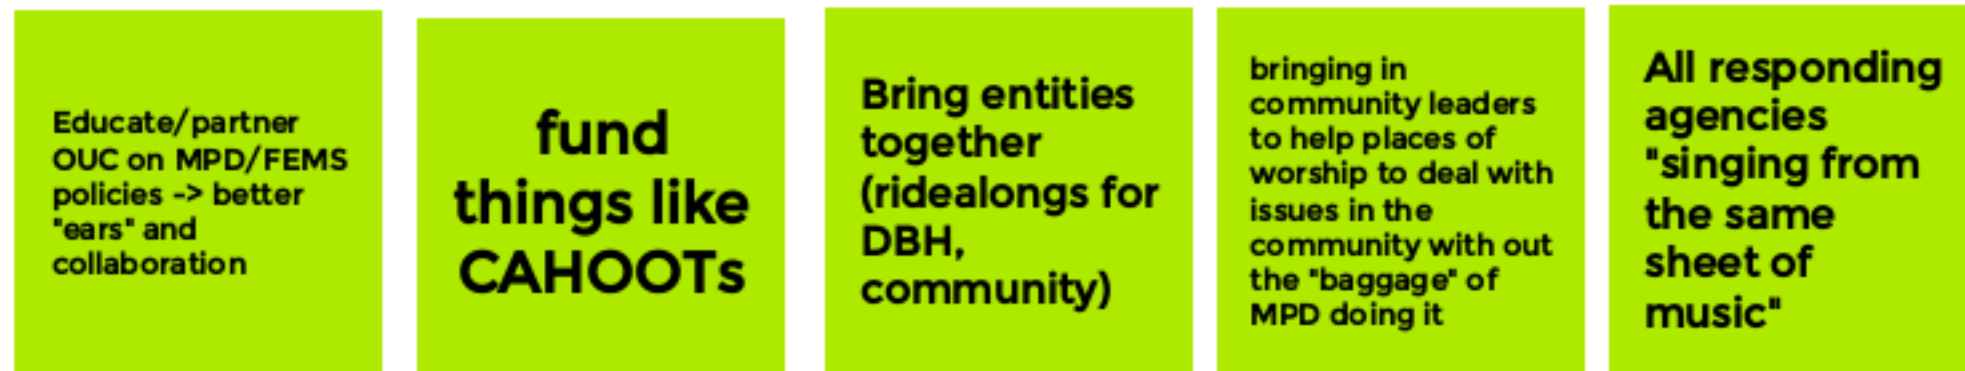 Educate/partner
OUC on MPD/FEMS
policies -> better
"ears" and
collaboration
fund
things like
CAHOOTs
Bring entities
together
(ridealongs for
DBH,
community)
bringing in
community leaders
to help places of
worship to deal with
issues in the
community with out
the "baggage" of
MPD doing it
All responding
agencies
"singing from
the same
sheet of
music"